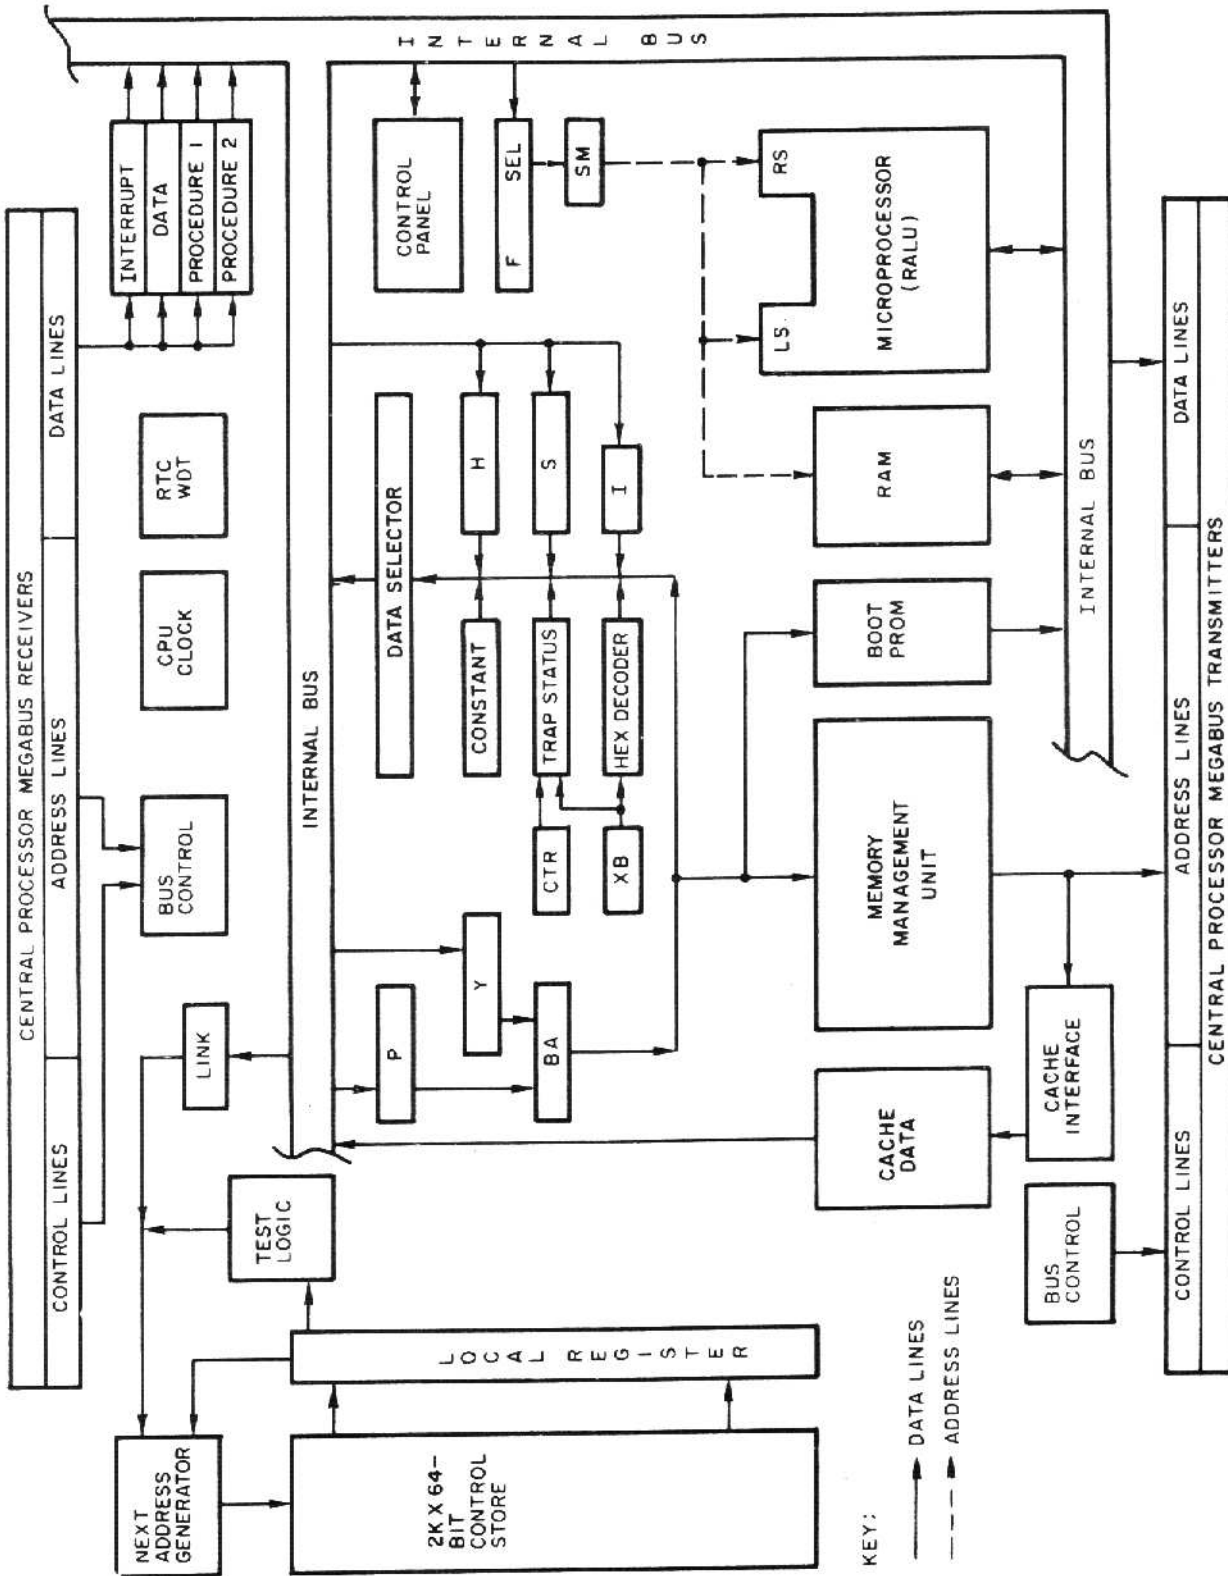 CENTRAL PROCESSOR MEGABUS RECEIVERS
CONTROL LINES
ADDRESS LINES
DATA LINES
NEXT
ADDRESS
GENERATOR
LINK
BUS
CONTROL
CPU
CLOCK
RTC
WDT
INTERRUPT
DATA
PROCEDURE 1
PROCEDURE 2
TEST
LOGIC
INTERNAL BUS
INTERNAL BUS
LOCAL REGISTER
2K X 64-
BIT
CONTROL
STORE
P
Y
BA
DATA SELECTOR
CONSTANT
H
CTR
TRAP STATUS
S
XB
HEX DECODER
I
CONTROL
PANEL
F SEL
SM
CACHE
DATA
MEMORY
MANAGEMENT
UNIT
BOOT
PROM
RAM
LS
RS
MICROPROCESSOR
(RALU)
KEY:
DATA LINES
ADDRESS LINES
BUS
CONTROL
CACHE
INTERFACE
INTERNAL BUS
CONTROL LINES
ADDRESS LINES
DATA LINES
CENTRAL PROCESSOR MEGABUS TRANSMITTERS